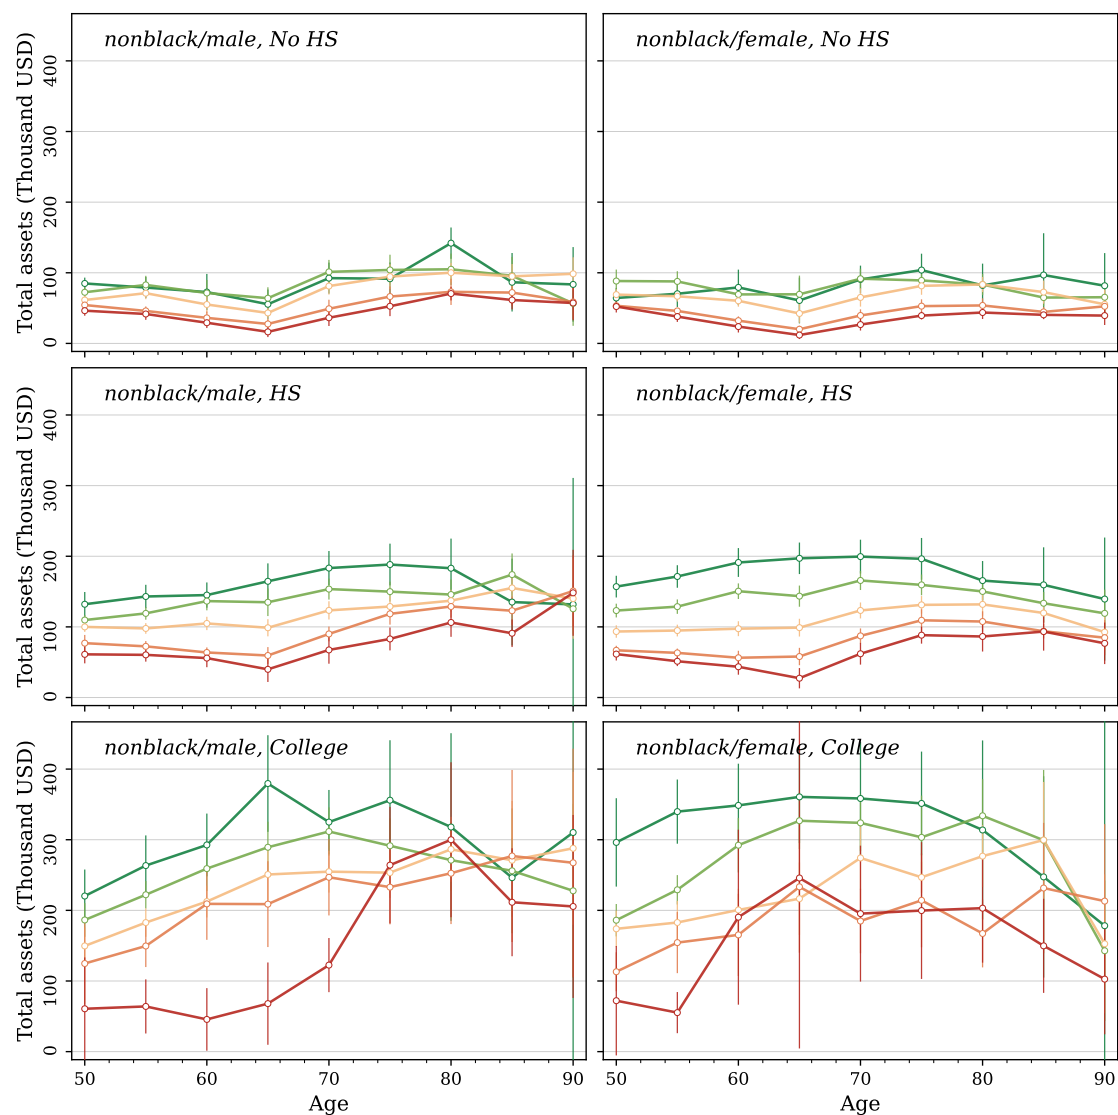 nonblack/male, No HS
nonblack/female, No HS
Total assets (Thousand USD)
400
300
200
100
0
nonblack/male, HS
nonblack/female, HS
Total assets (Thousand USD)
400
300
200
100
0
nonblack/male, College
nonblack/female, College
Total assets (Thousand USD)
400
300
200
100
0
50 60 70 80 90
50 60 70 80 90
Age
Age